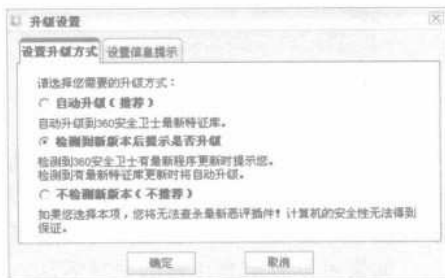 升级设置
设置升级方式 设置信息提示
请选择您需要的升级方式：
自动升级（推荐）
自动升级到360安全卫士最新特征库。
检测到新版本后提示是否升级
检测到360安全卫士有最新程序更新时提示您。
检测到有最新特征库更新时将自动升级。
不检测新版本（不推荐）
如果您选择本项，您将无法查杀最新恶评插件！计算机的安全性无法得到
保证。
确定 取消